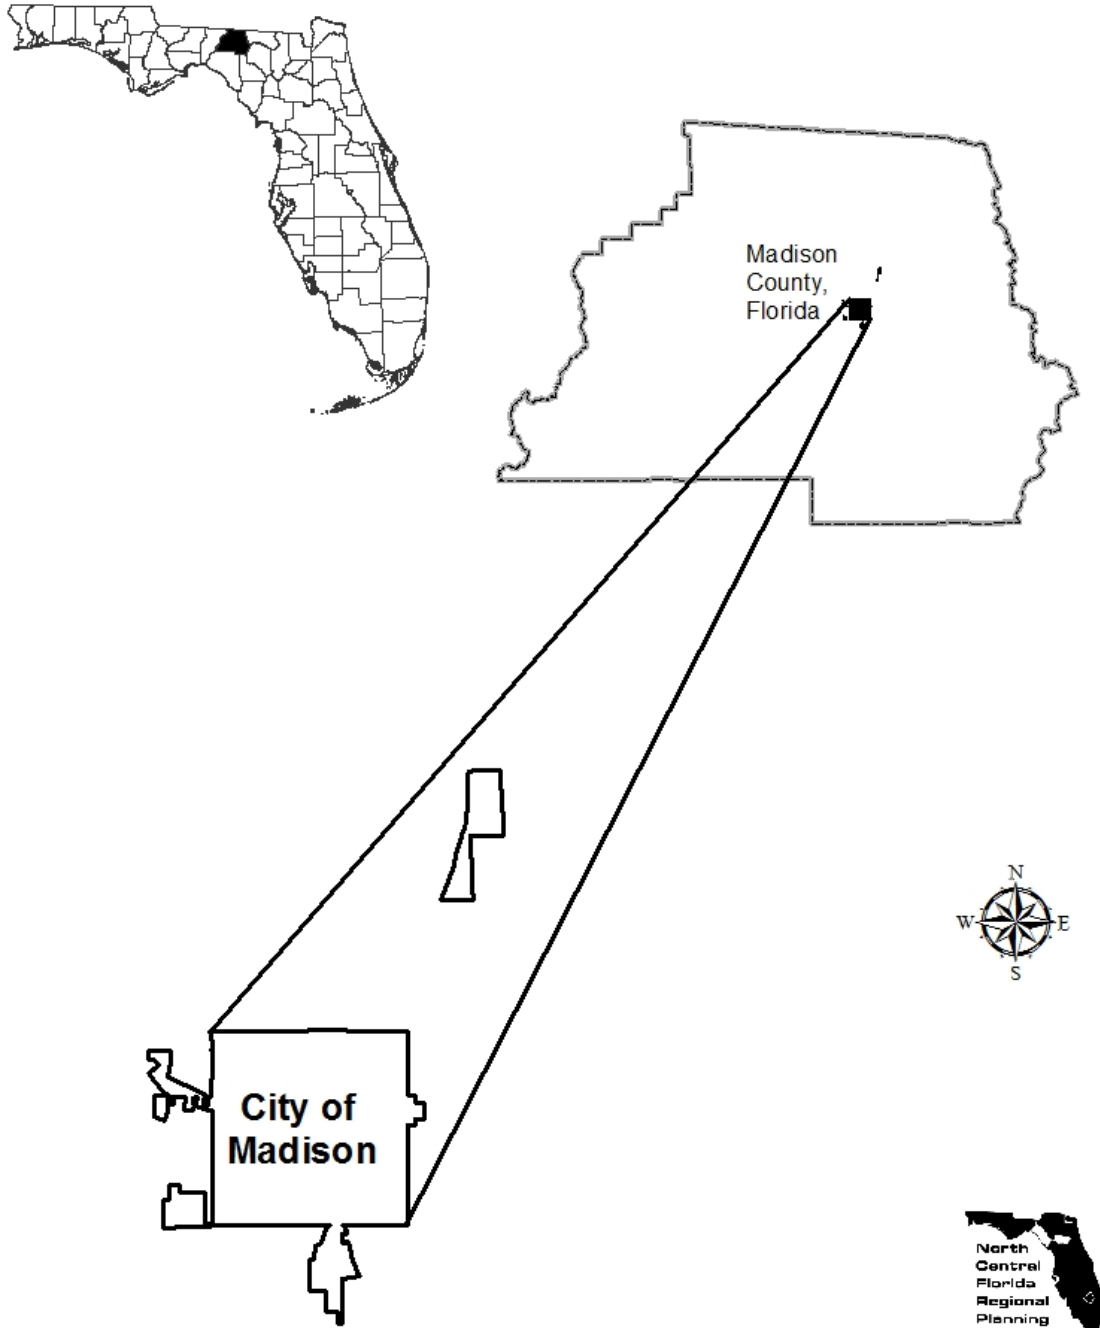 Madison
County,
Florida
N
W E
S
City of
Madison
North
Central
Florida
Regional
Planning